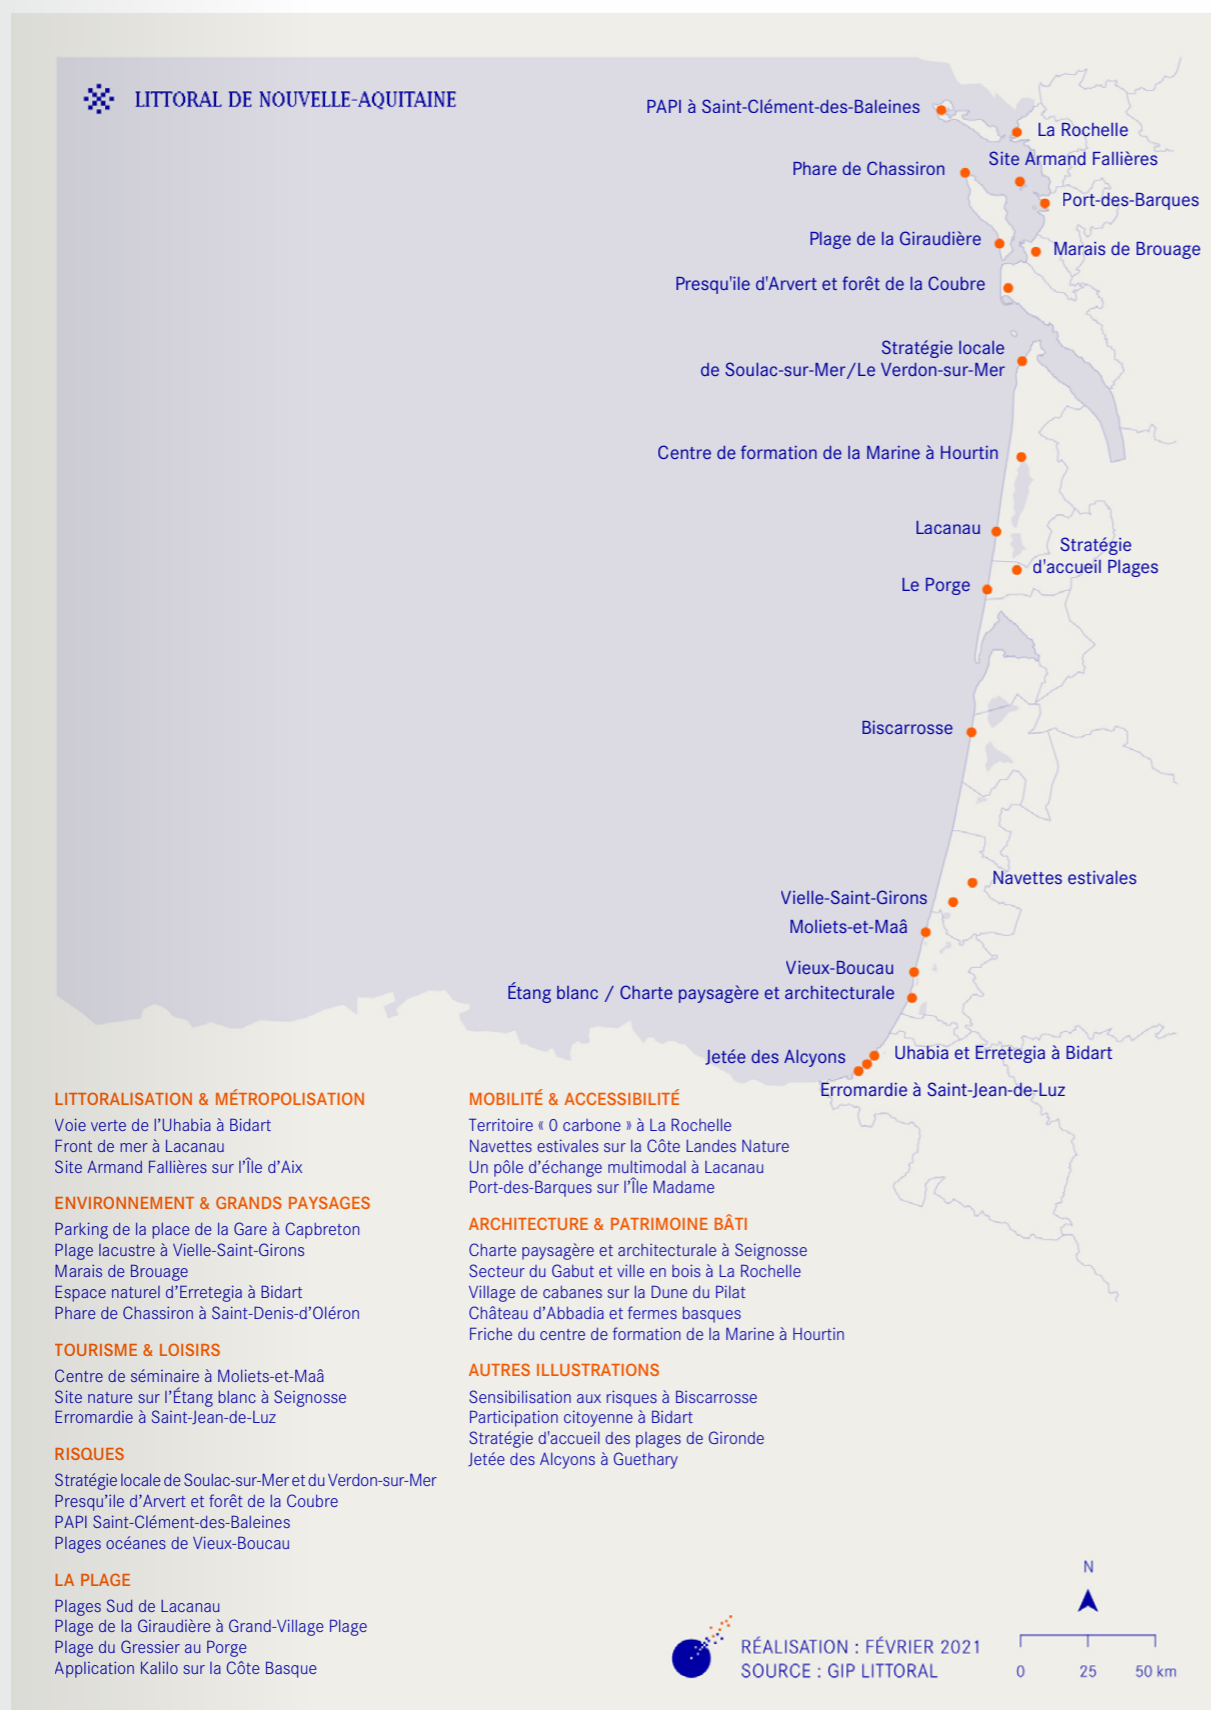 LITTORAL DE NOUVELLE-AQUITAINE
PAPI à Saint-Clément-des-Baleines
La Rochelle
Site Armand Fallières
Phare de Chassiron
Port-des-Barques
Plage de la Giraudière
Marais de Brouage
Presqu'ile d'Arvert et forêt de la Coubre
Stratégie locale
de Soulac-sur-Mer/Le Verdon-sur-Mer
Centre de formation de la Marine à Hourtin
Lacanau
Stratégie
d'accueil Plages
Le Porge
Biscarrosse
Navettes estivales
Vielle-Saint-Girons
Moliets-et-Maâ
Vieux-Boucau
Étang blanc / Charte paysagère et architecturale
Jetée des Alcyons
Uhabia et Erretegia à Bidart
Erromardie à Saint-Jean-de-Luz
LITTORALISATION & MÉTROPOLISATION
Voie verte de l’Uhabia à Bidart
Front de mer à Lacanau
Site Armand Fallières sur l’Île d’Aix
ENVIRONNEMENT & GRANDS PAYSAGES
Parking de la place de la Gare à Capbreton
Plage lacustre à Vielle-Saint-Girons
Marais de Brouage
Espace naturel d’Erretegia à Bidart
Phare de Chassiron à Saint-Denis-d’Oléron
TOURISME & LOISIRS
Centre de séminaire à Moliets-et-Maâ
Site nature sur l’Étang blanc à Seignosse
Erromardie à Saint-Jean-de-Luz
RISQUES
Stratégie locale de Soulac-sur-Mer et du Verdon-sur-Mer
Presqu’ile d’Arvert et forêt de la Coubre
PAPI Saint-Clément-des-Baleines
Plages océanes de Vieux-Boucau
LA PLAGE
Plages Sud de Lacanau
Plage de la Giraudière à Grand-Village Plage
Plage du Gressier au Porge
Application Kalilo sur la Côte Basque
MOBILITÉ & ACCESSIBILITÉ
Territoire « 0 carbone » à La Rochelle
Navettes estivales sur la Côte Landes Nature
Un pôle d’échange multimodal à Lacanau
Port-des-Barques sur l’Île Madame
ARCHITECTURE & PATRIMOINE BÂTI
Charte paysagère et architecturale à Seignosse
Secteur du Gabut et ville en bois à La Rochelle
Village de cabanes sur la Dune du Pilat
Château d’Abbadia et fermes basques
Friche du centre de formation de la Marine à Hourtin
AUTRES ILLUSTRATIONS
Sensibilisation aux risques à Biscarrosse
Participation citoyenne à Bidart
Stratégie d'accueil des plages de Gironde
Jetée des Alcyons à Guethary
RÉALISATION : FÉVRIER 2021
SOURCE : GIP LITTORAL
N
0 25 50 km